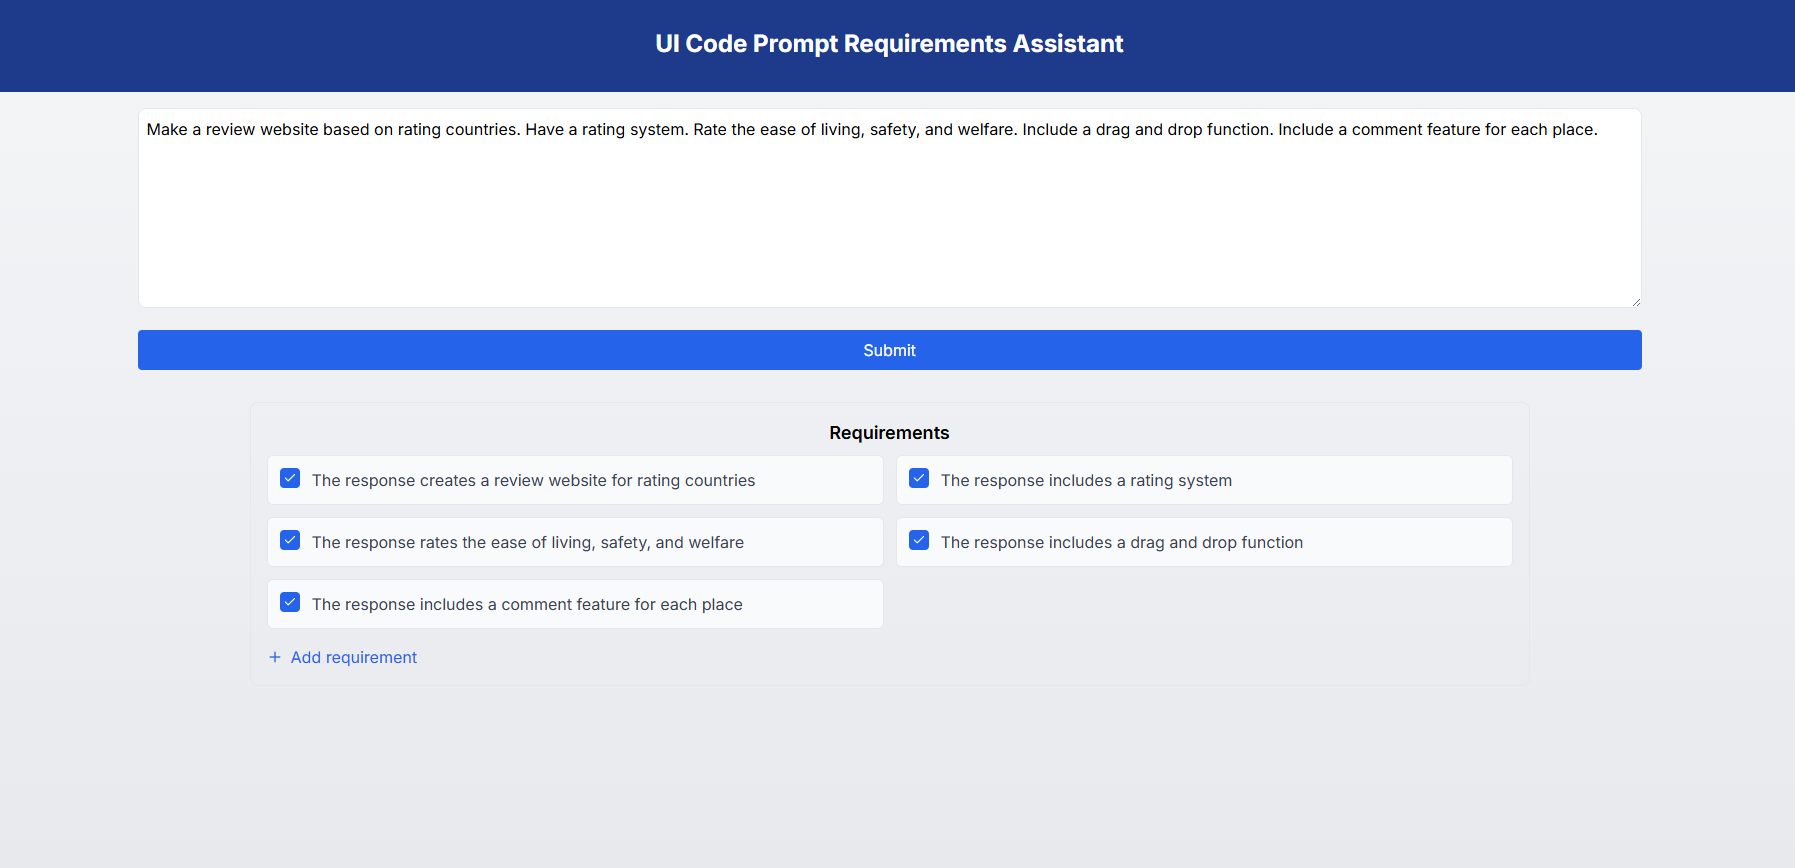 UI Code Prompt Requirements Assistant
Make a review website based on rating countries. Have a rating system. Rate the ease of living, safety, and welfare. Include a drag and drop function. Include a comment feature for each place.
Submit
Requirements
The response creates a review website for rating countries
The response includes a rating system
The response rates the ease of living, safety, and welfare
The response includes a drag and drop function
The response includes a comment feature for each place
+ Add requirement